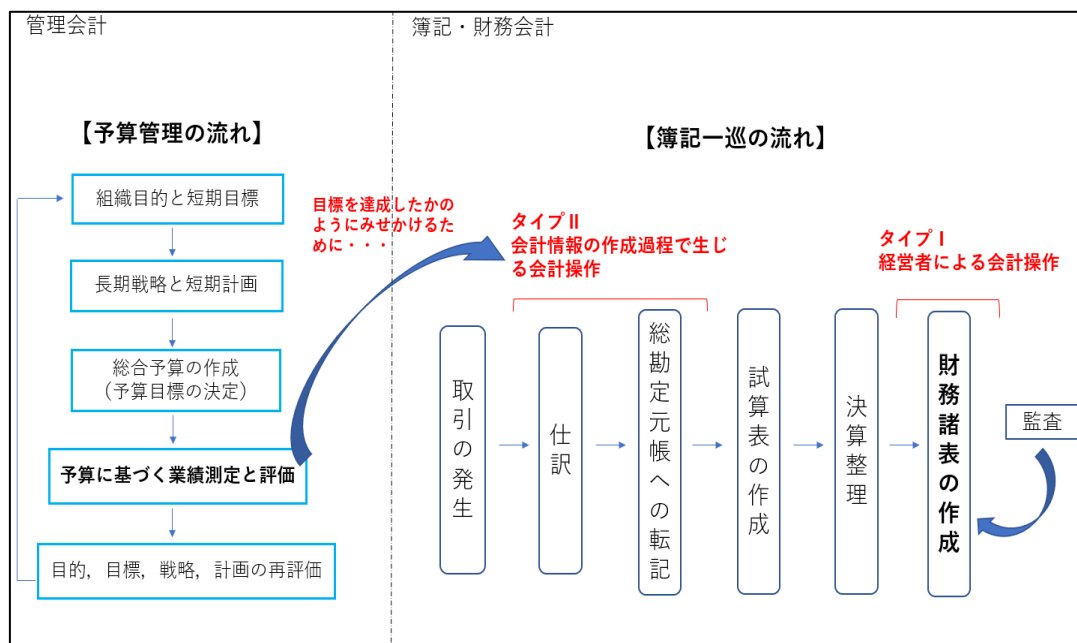 管理会計
簿記・財務会計
【予算管理の流れ】
組織目的と短期目標
長期戦略と短期計画
総合予算の作成
(予算目標の決定)
予算に基づく業績測定と評価
目的，目標，戦略，計画の再評価
目標を達成したかの
ようにみせかけるた
めに・・・
【簿記一巡の流れ】
タイプⅡ
会計情報の作成過程で生じ
る会計操作
タイプⅠ
経営者による会計操作
取引の発生
仕訳
総勘定元帳への転記
試算表の作成
決算整理
財務諸表の作成
監査